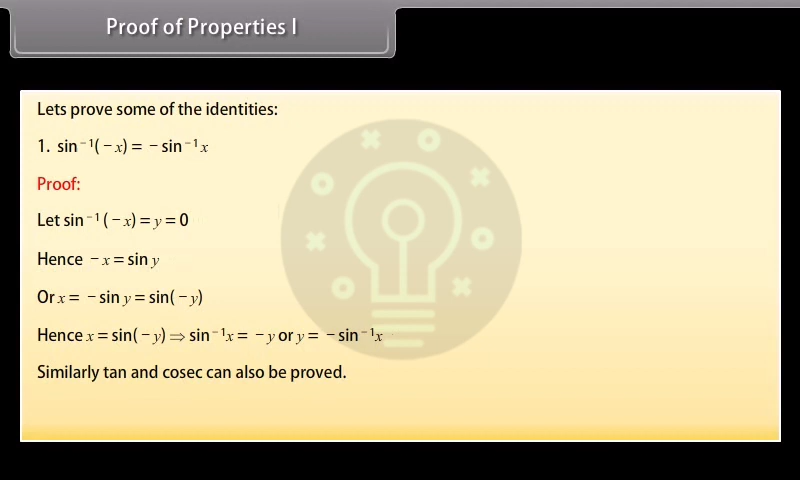 Proof of Properties I
Lets prove some of the identities:
1. sin⁻¹(−x) = −sin⁻¹x
Proof:
Let sin⁻¹(−x) = y = 0
Hence −x = sin y
Or x = −sin y = sin(−y)
Hence x = sin(−y) ⇒ sin⁻¹x = −y or y = −sin⁻¹x
Similarly tan and cosec can also be proved.